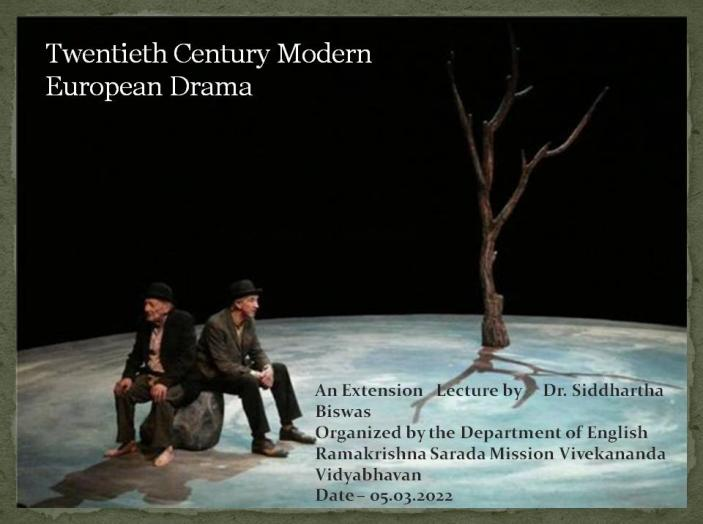 Twentieth Century Modern
European Drama
An Extension Lecture by Dr. Siddhartha
Biswas
Organized by the Department of English
Ramakrishna Sarada Mission Vivekananda
Vidyabhavan
Date – 05.03.2022